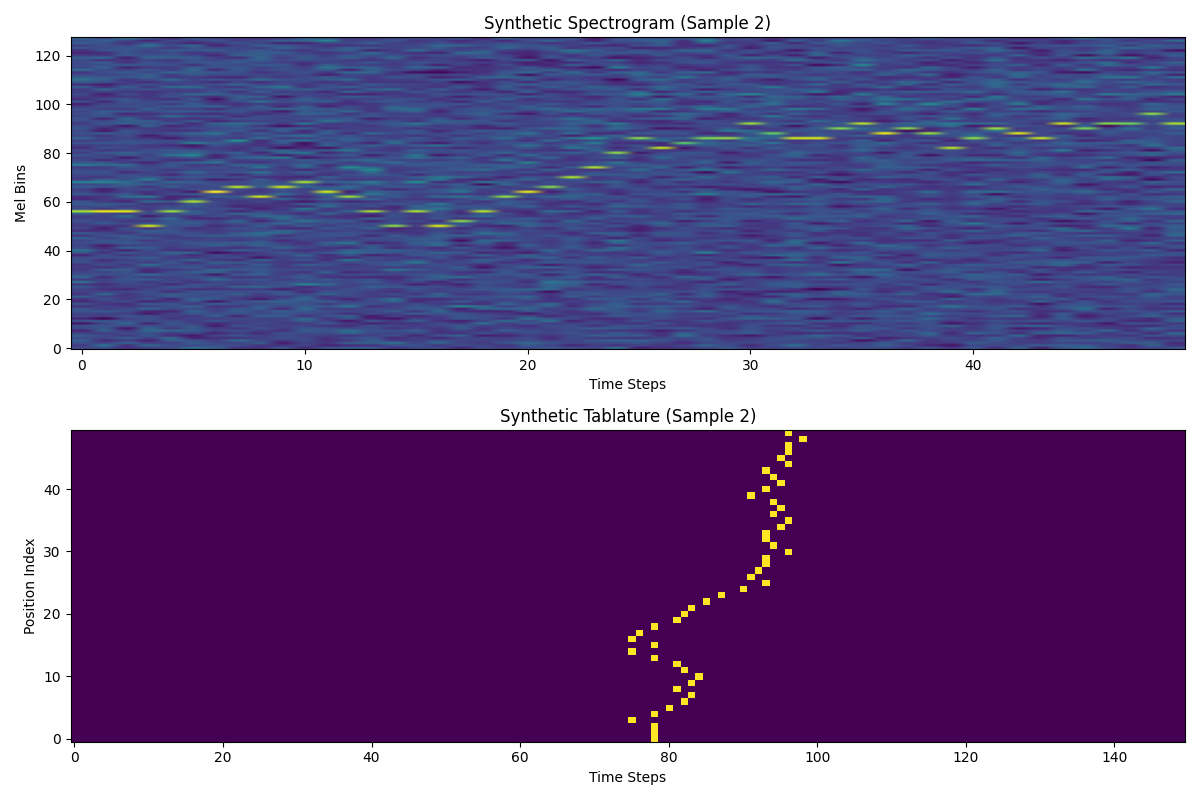 Synthetic Spectrogram (Sample 2)
120
100
80
60
40
20
0
Mel Bins
0 10 20 30 40
Time Steps
Synthetic Tablature (Sample 2)
40
30
20
10
0
Position Index
0 20 40 60 80 100 120 140
Time Steps